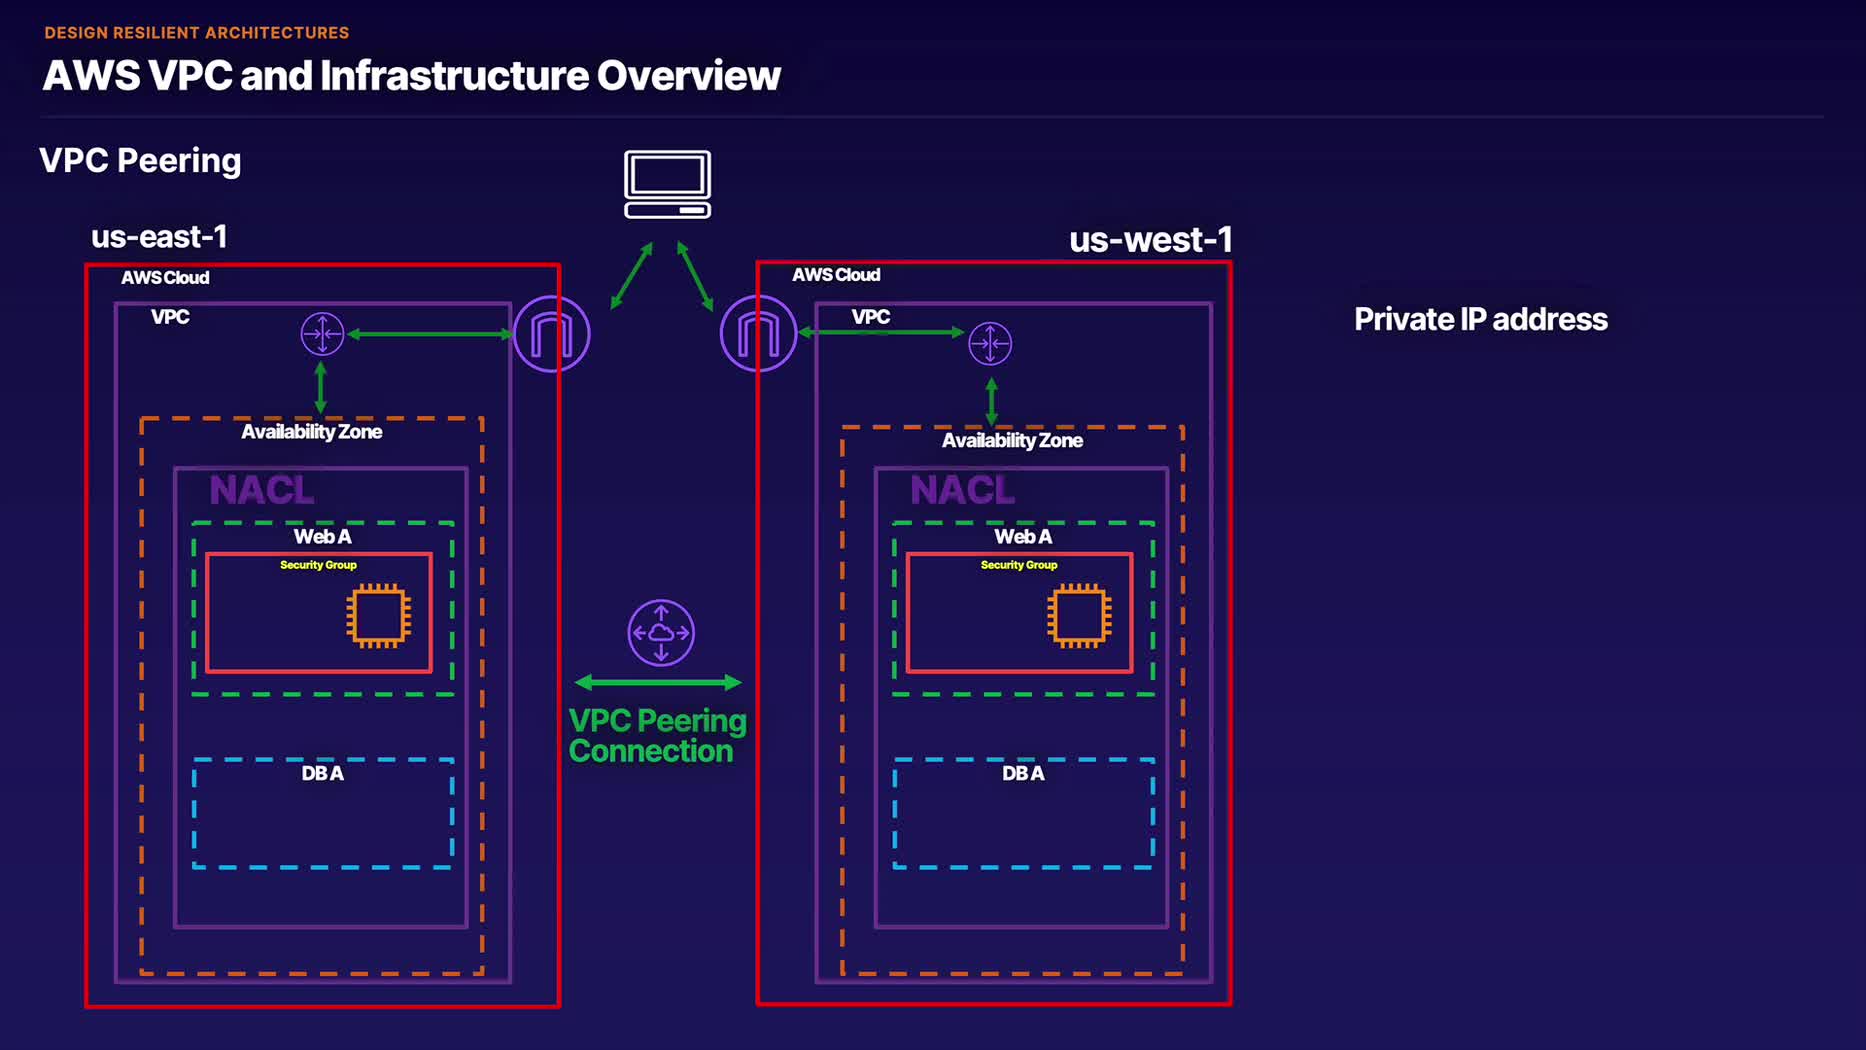 DESIGN RESILIENT ARCHITECTURES
AWS VPC and Infrastructure Overview
VPC Peering
us-east-1
us-west-1
AWS Cloud
AWS Cloud
VPC
VPC
Private IP address
Availability Zone
Availability Zone
NACL
NACL
Web A
Web A
Security Group
Security Group
VPC Peering
Connection
DB A
DB A